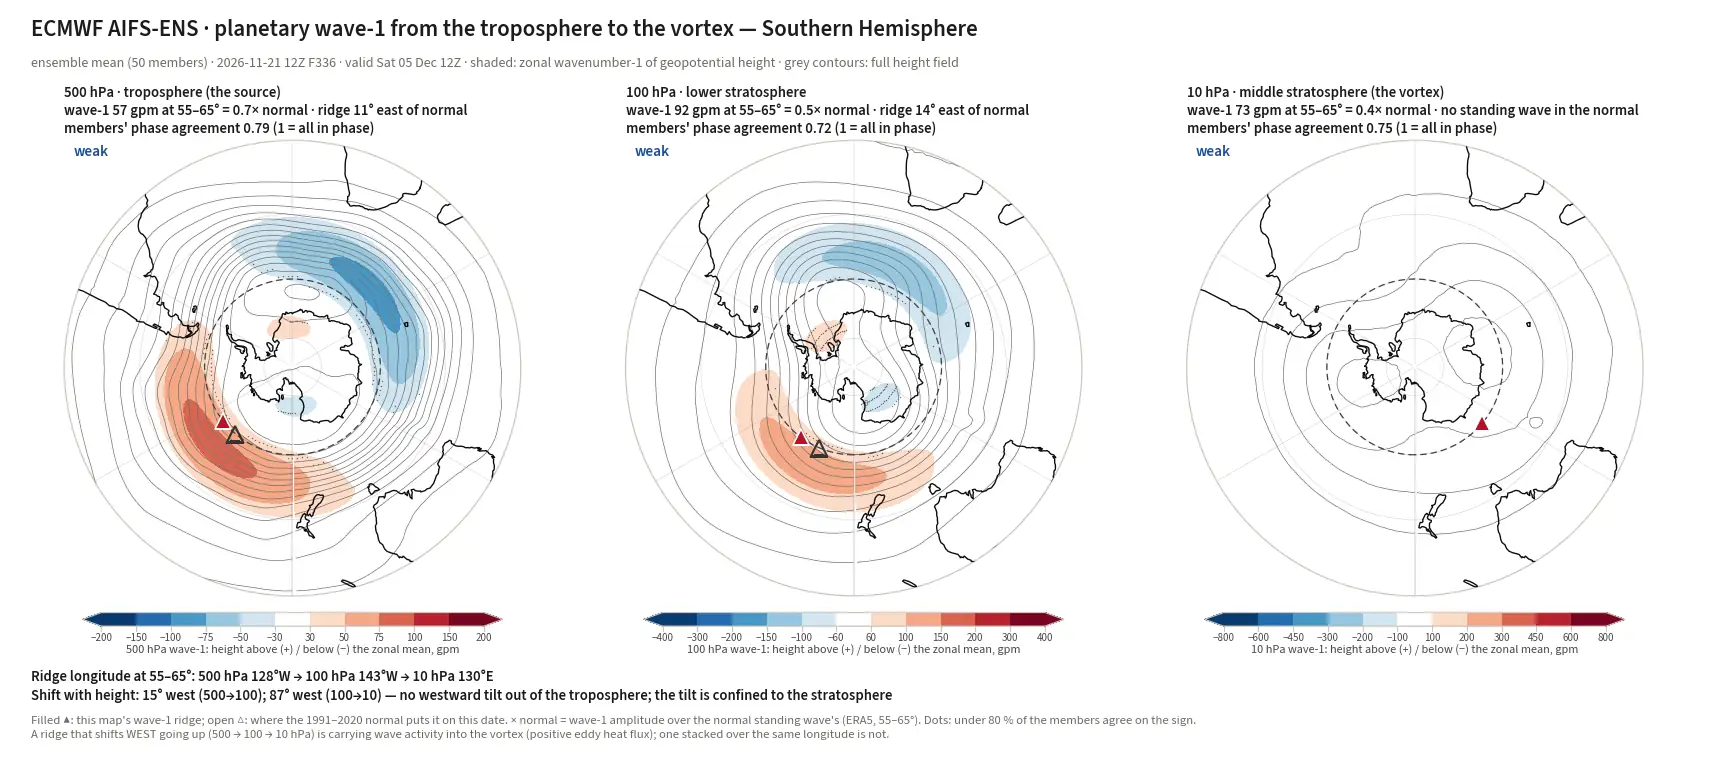 ECMWF AIFS-ENS · planetary wave-1 from the troposphere to the vortex — Southern Hemisphere
ensemble mean (50 members) · 2026-11-21 12Z F336 · valid Sat 05 Dec 12Z · shaded: zonal wavenumber-1 of geopotential height · grey contours: full height field
500 hPa · troposphere (the source)
wave-1 57 gpm at 55–65° = 0.7× normal · ridge 11° east of normal
members' phase agreement 0.79 (1 = all in phase)
weak
100 hPa · lower stratosphere
wave-1 92 gpm at 55–65° = 0.5× normal · ridge 14° east of normal
members' phase agreement 0.72 (1 = all in phase)
weak
10 hPa · middle stratosphere (the vortex)
wave-1 73 gpm at 55–65° = 0.4× normal · no standing wave in the normal
members' phase agreement 0.75 (1 = all in phase)
weak
−200 −150 −100 −75 −50 −30 30 50 75 100 150 200
500 hPa wave-1: height above (+) / below (−) the zonal mean, gpm
−400 −300 −200 −150 −100 −60 60 100 150 200 300 400
100 hPa wave-1: height above (+) / below (−) the zonal mean, gpm
−800 −600 −450 −300 −200 −100 100 200 300 450 600 800
10 hPa wave-1: height above (+) / below (−) the zonal mean, gpm
Ridge longitude at 55–65°: 500 hPa 128°W → 100 hPa 143°W → 10 hPa 130°E
Shift with height: 15° west (500→100); 87° west (100→10) — no westward tilt out of the troposphere; the tilt is confined to the stratosphere
Filled ▲: this map's wave-1 ridge; open △: where the 1991–2020 normal puts it on this date. × normal = wave-1 amplitude over the normal standing wave's (ERA5, 55–65°). Dots: under 80 % of the members agree on the sign.
A ridge that shifts WEST going up (500 → 100 → 10 hPa) is carrying wave activity into the vortex (positive eddy heat flux); one stacked over the same longitude is not.